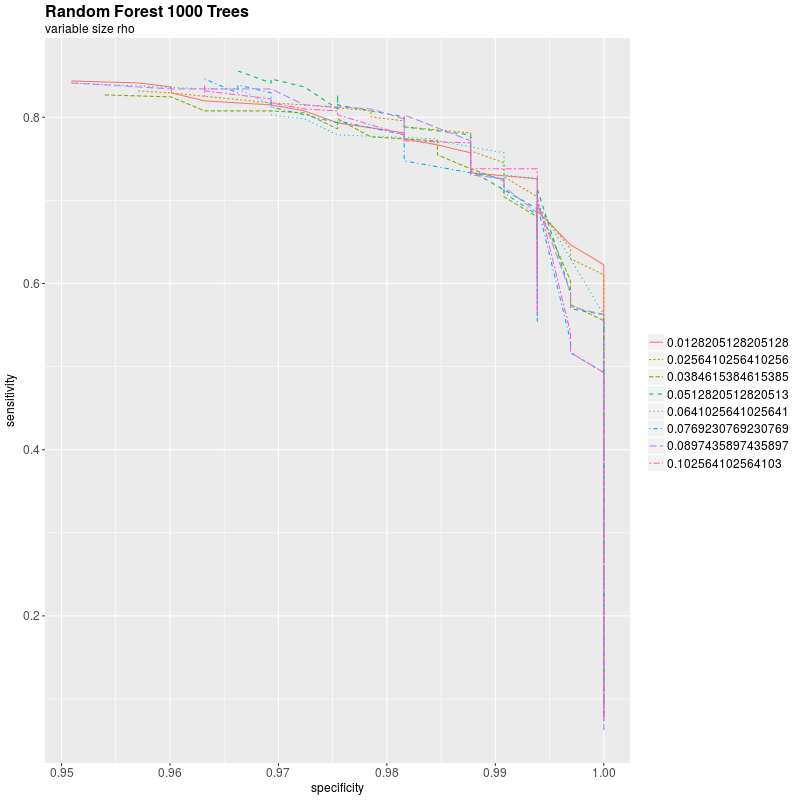 Random Forest 1000 Trees
variable size rho
0.8
0.6
0.4
0.2
sensitivity
0.95 0.96 0.97 0.98 0.99 1.00
specificity
0.0128205128205128
0.0256410256410256
0.0384615384615385
0.0512820512820513
0.0641025641025641
0.0769230769230769
0.0897435897435897
0.102564102564103